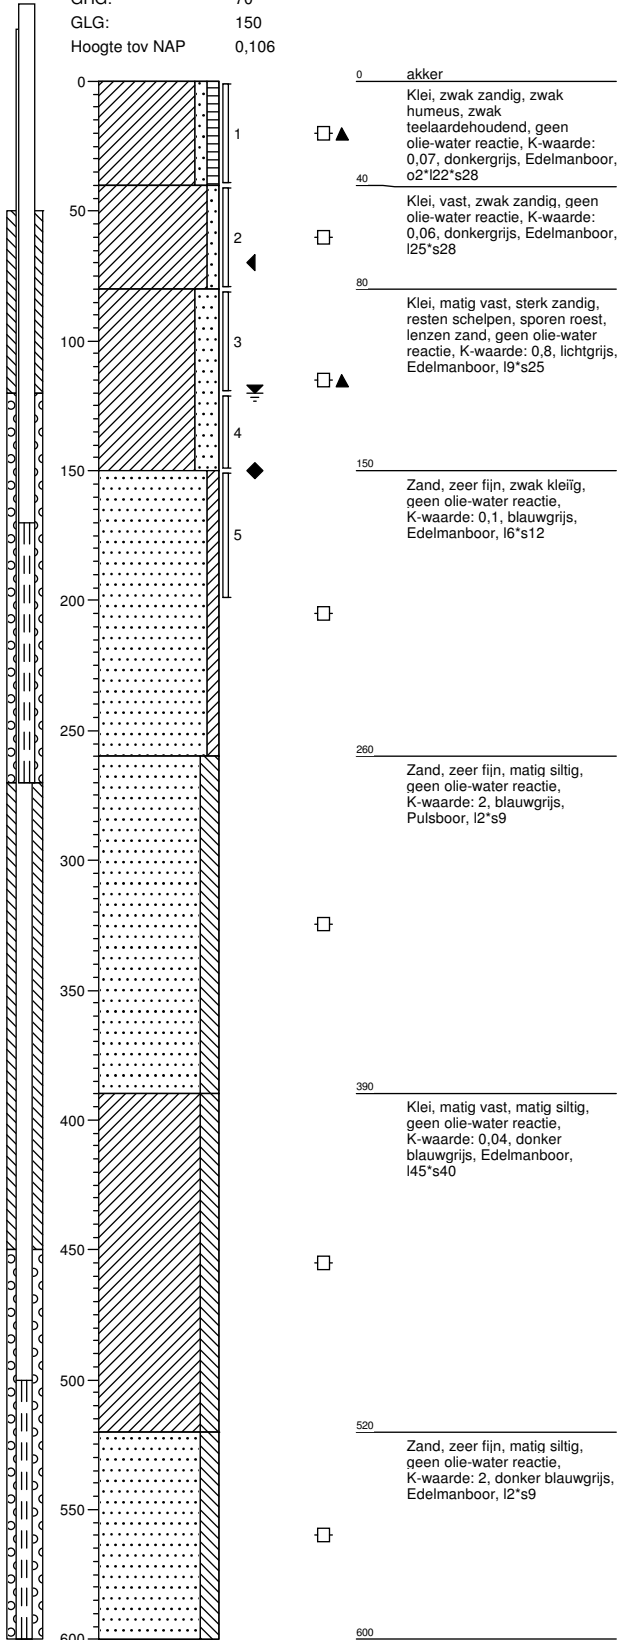 GHG: 70
GLG: 150
Hoogte tov NAP 0,106
0
50
100
150
200
250
300
350
400
450
500
550
600
1
2
3
4
5
0 akker
Klei, zwak zandig, zwak
humeus, zwak
teelaardehoudend, geen
olie-water reactie, K-waarde:
0,07, donkergrijs, Edelmanboor,
o2*l22*s28
40
Klei, vast, zwak zandig, geen
olie-water reactie, K-waarde:
0,06, donkergrijs, Edelmanboor,
l25*s28
80
Klei, matig vast, sterk zandig,
resten schelpen, sporen roest,
lenzen zand, geen olie-water
reactie, K-waarde: 0,8, lichtgrijs,
Edelmanboor, l9*s25
150
Zand, zeer fijn, zwak kleiïg,
geen olie-water reactie,
K-waarde: 0,1, blauwgrijs,
Edelmanboor, l6*s12
260
Zand, zeer fijn, matig siltig,
geen olie-water reactie,
K-waarde: 2, blauwgrijs,
Pulsboor, l2*s9
390
Klei, matig vast, matig siltig,
geen olie-water reactie,
K-waarde: 0,04, donker
blauwgrijs, Edelmanboor,
l45*s40
520
Zand, zeer fijn, matig siltig,
geen olie-water reactie,
K-waarde: 2, donker blauwgrijs,
Edelmanboor, l2*s9
600